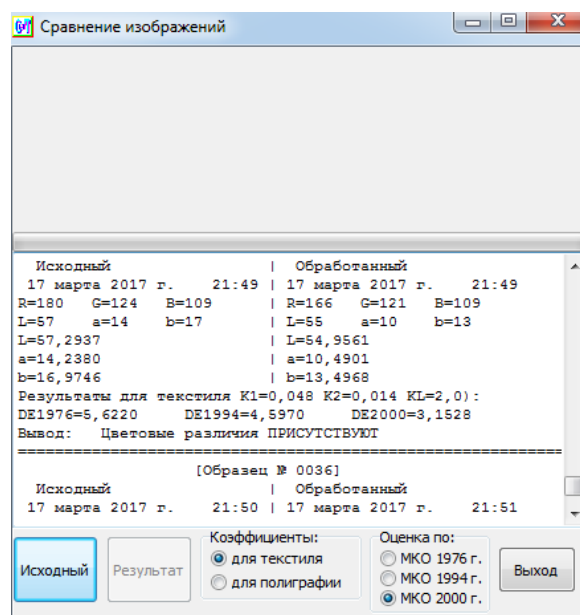 Сравнение изображений
Исходный | Обработанный
17 марта 2017 г. 21:49 | 17 марта 2017 г. 21:49
R=180 G=124 B=109 | R=166 G=121 B=109
L=57 a=14 b=17 | L=55 a=10 b=13
L=57,2937 | L=54,9561
a=14,2380 | a=10,4901
b=16,9746 | b=13,4968
Результаты для текстиля K1=0,048 K2=0,014 KL=2,0):
DE1976=5,6220 DE1994=4,5970 DE2000=3,1528
Вывод: Цветовые различия ПРИСУТСТВУЮТ
==============================================================
[Образец № 0036]
Исходный | Обработанный
17 марта 2017 г. 21:50 | 17 марта 2017 г. 21:51
Исходный
Результат
Коэффициенты:
для текстиля
для полиграфии
Оценка по:
МКО 1976 г.
МКО 1994 г.
МКО 2000 г.
Выход